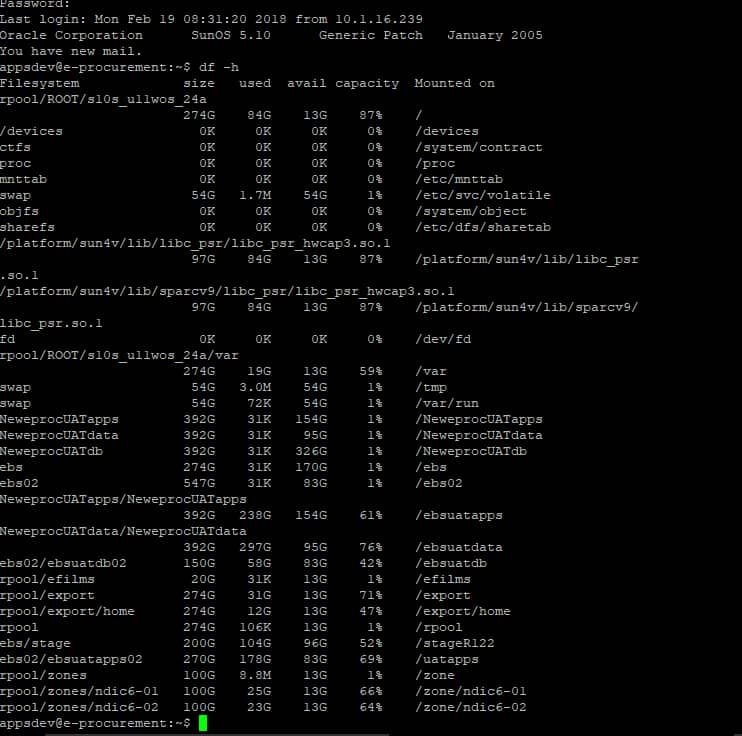 Password:
Last login: Mon Feb 19 08:31:20 2018 from 10.1.16.239
Oracle Corporation      SunOS 5.10      Generic Patch   January 2005
You have new mail.
appsdev@e-procurement:~$ df -h
Filesystem             size   used  avail capacity  Mounted on
rpool/ROOT/s10s_u11wos_24a
                       274G    84G    13G    87%    /
/devices                 0K     0K     0K     0%    /devices
ctfs                     0K     0K     0K     0%    /system/contract
proc                     0K     0K     0K     0%    /proc
mnttab                   0K     0K     0K     0%    /etc/mnttab
swap                    54G   1.7M    54G     1%    /etc/svc/volatile
objfs                    0K     0K     0K     0%    /system/object
sharefs                  0K     0K     0K     0%    /etc/dfs/sharetab
/platform/sun4v/lib/libc_psr/libc_psr_hwcap3.so.1
                        97G    84G    13G    87%    /platform/sun4v/lib/libc_psr
.so.1
/platform/sun4v/lib/sparcv9/libc_psr/libc_psr_hwcap3.so.1
                        97G    84G    13G    87%    /platform/sun4v/lib/sparcv9/
libc_psr.so.1
fd                       0K     0K     0K     0%    /dev/fd
rpool/ROOT/s10s_u11wos_24a/var
                       274G    19G    13G    59%    /var
swap                    54G   3.0M    54G     1%    /tmp
swap                    54G    72K    54G     1%    /var/run
NeweprocUATapps        392G    31K   154G     1%    /NeweprocUATapps
NeweprocUATdata        392G    31K    95G     1%    /NeweprocUATdata
NeweprocUATdb          392G    31K   326G     1%    /NeweprocUATdb
ebs                    274G    31K   170G     1%    /ebs
ebs02                  547G    31K    83G     1%    /ebs02
NeweprocUATapps/NeweprocUATapps
                       392G   238G   154G    61%    /ebsuatapps
NeweprocUATdata/NeweprocUATdata
                       392G   297G    95G    76%    /ebsuatdata
ebs02/ebsuatdb02       150G    58G    83G    42%    /ebsuatdb
rpool/efilms            20G    31K    13G     1%    /efilms
rpool/export           274G    31G    13G    71%    /export
rpool/export/home      274G    12G    13G    47%    /export/home
rpool                  274G   106K    13G     1%    /rpool
ebs/stage              200G   104G    96G    52%    /stageR122
ebs02/ebsuatapps02     270G   178G    83G    69%    /uatapps
rpool/zones            100G   8.8M    13G     1%    /zone
rpool/zones/ndic6-01   100G    25G    13G    66%    /zone/ndic6-01
rpool/zones/ndic6-02   100G    23G    13G    64%    /zone/ndic6-02
appsdev@e-procurement:~$